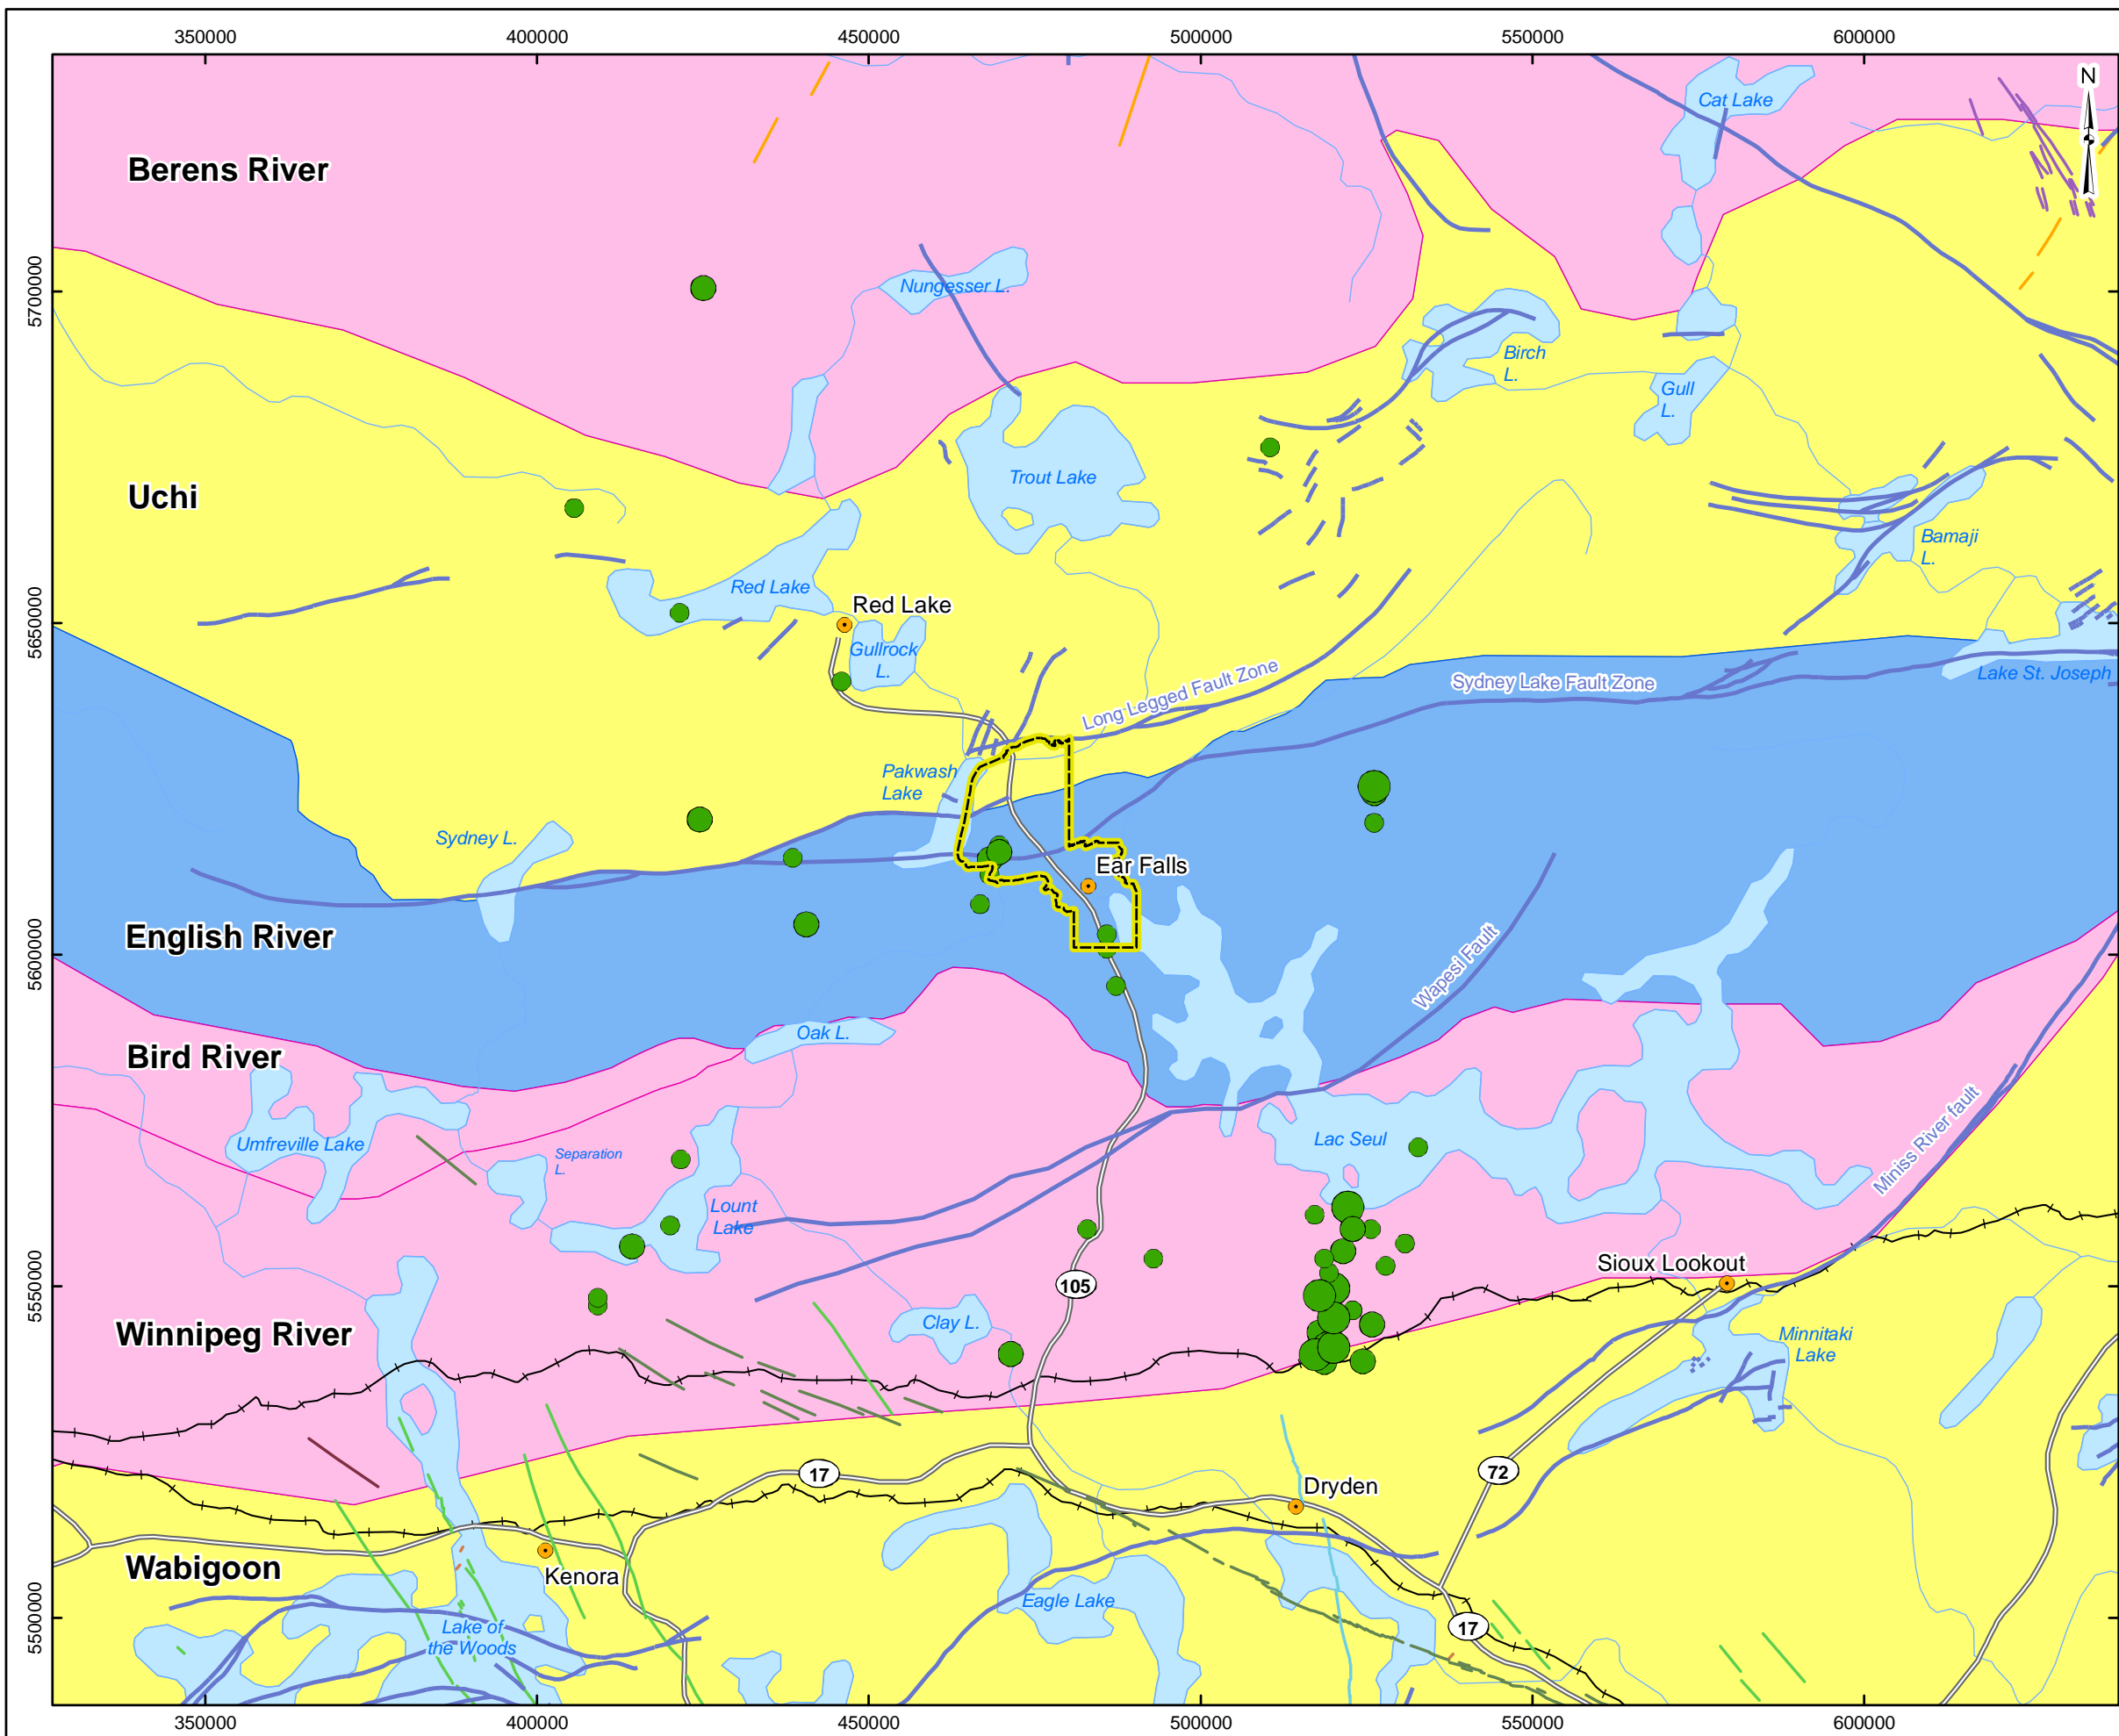 350000
400000
450000
500000
550000
600000
N
Cat Lake
Berens River
5700000
Nungesser L.
Birch
L.
Gull
L.
Uchi
Trout Lake
Bamaji
L.
Red Lake
Red Lake
5650000
Gullrock
L.
Long Legged Fault Zone
Sydney Lake Fault Zone
Lake St. Joseph
Pakwash
Lake
Sydney L.
Ear Falls
English River
5600000
Wapesi Fault
Oak L.
Bird River
Umfreville Lake
Separation
L.
Lac Seul
Miniss River fault
Lount
Lake
Sioux Lookout
105
5550000
Clay L.
Winnipeg River
Minnitaki
Lake
17
72
Dryden
Wabigoon
Kenora
Eagle Lake
5500000
Lake of
the Woods
17
350000
400000
450000
500000
550000
600000